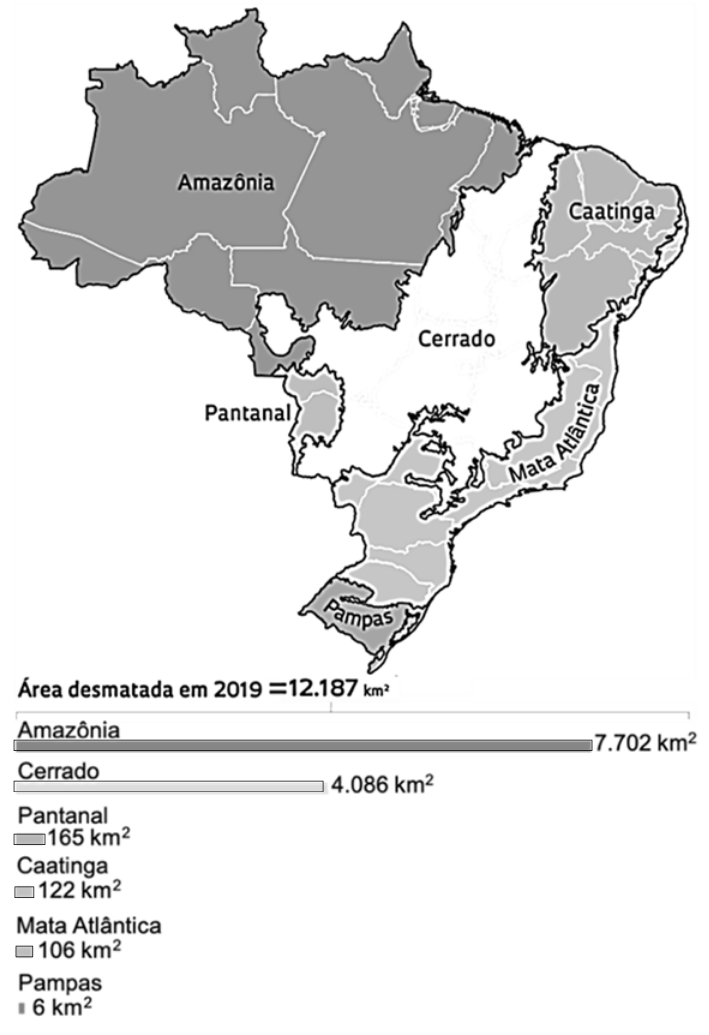 Amazônia
Caatinga
Cerrado
Pantanal
Mata Atlântica
Pampas
Área desmatada em 2019 =12.187 km²
Amazônia
7.702 km²
Cerrado
4.086 km²
Pantanal
165 km²
Caatinga
122 km²
Mata Atlântica
106 km²
Pampas
6 km²